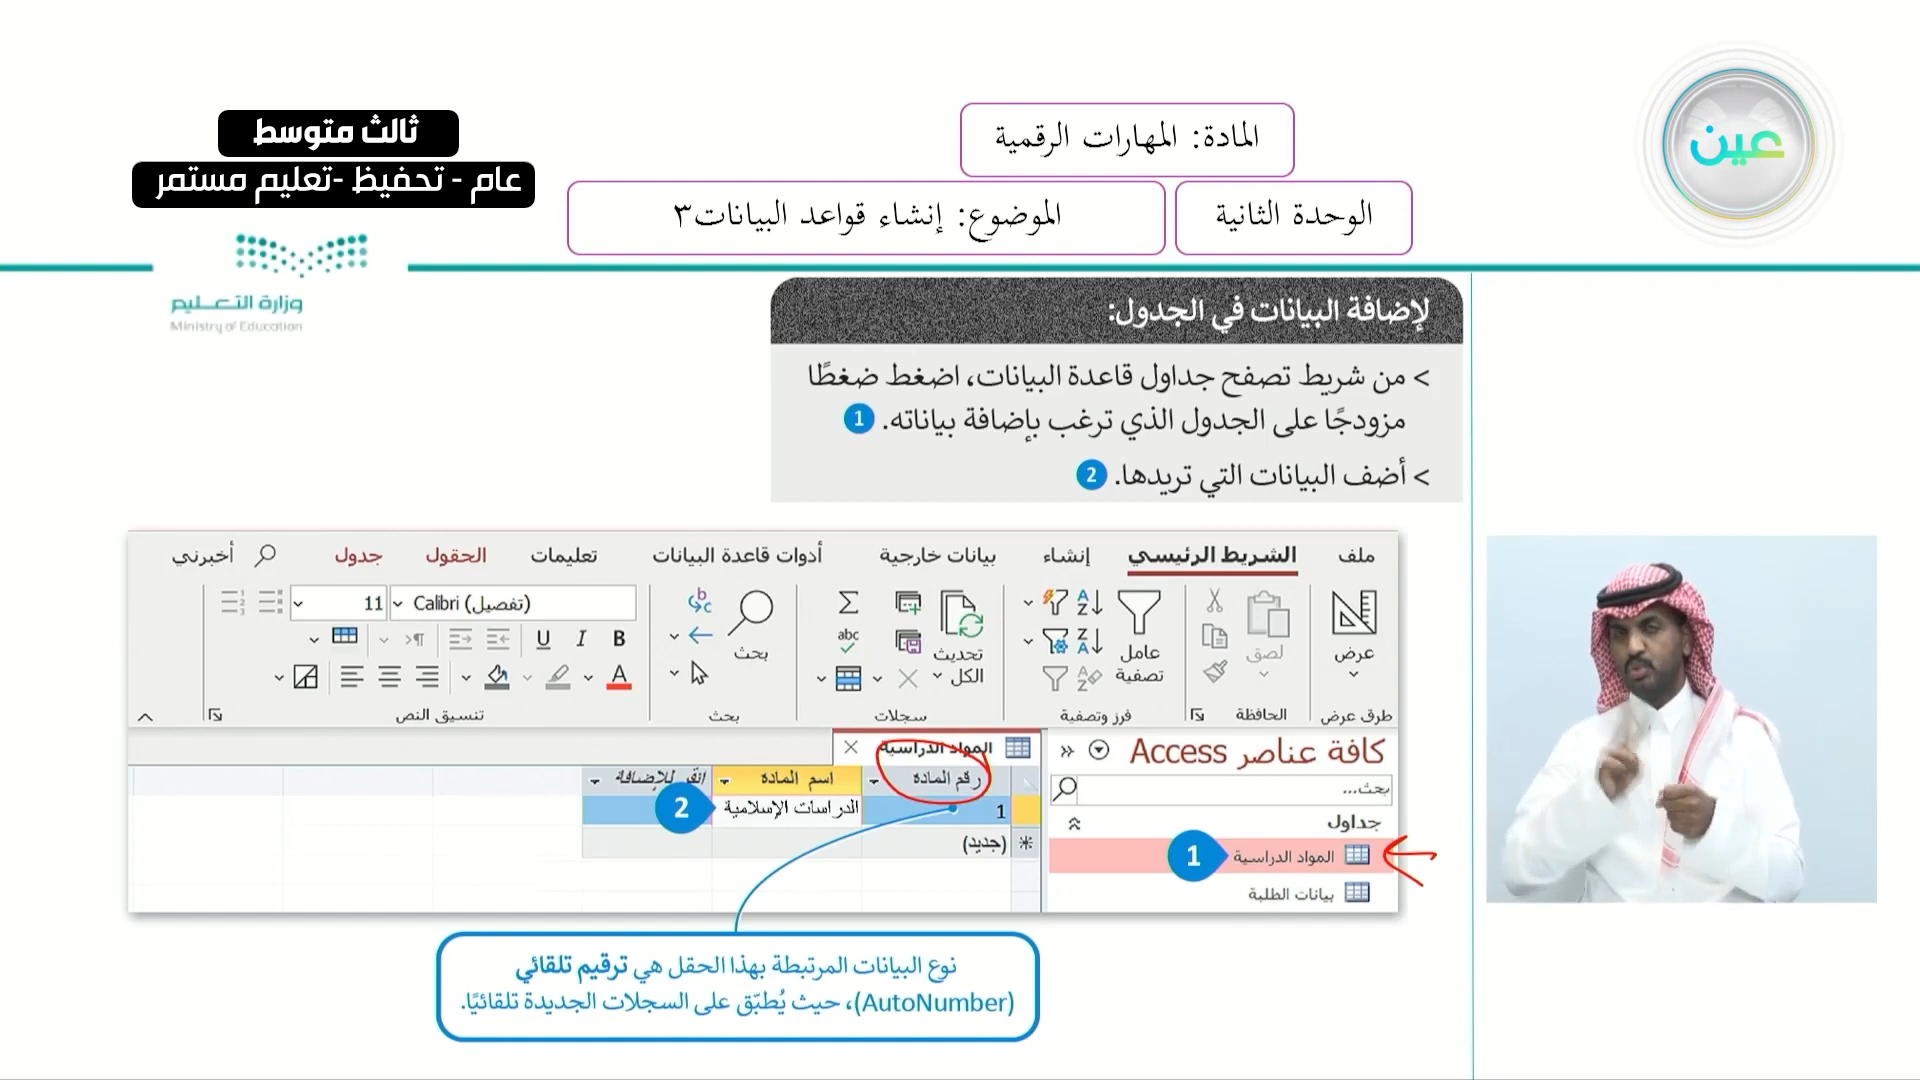 عين
المادة: المهارات الرقمية
الوحدة الثانية
الموضوع: إنشاء قواعد البيانات٣
ثالث متوسط
عام - تحفيظ -تعليم مستمر
وزارة التعليم
Ministry of Education
لإضافة البيانات في الجدول:
> من شريط تصفح جداول قاعدة البيانات، اضغط ضغطًا
مزودجًا على الجدول الذي ترغب بإضافة بياناته. 1
> أضف البيانات التي تريدها. 2
ملف الشريط الرئيسي إنشاء بيانات خارجية أدوات قاعدة البيانات تعليمات الحقول جدول أخبرني
Calibri (تفصيل) 11
عرض لصق عامل تصفية تحديث الكل بحث
طرق عرض الحافظة فرز وتصفية سجلات بحث تنسيق النص
كافة عناصر Access
بحث...
جداول
المواد الدراسية 1
بيانات الطلبة
المواد الدراسية
رقم المادة اسم المادة انقر للإضافة
1 الدراسات الإسلامية 2
(جديد)
نوع البيانات المرتبطة بهذا الحقل هي ترقيم تلقائي
(AutoNumber)، حيث يُطبّق على السجلات الجديدة تلقائيًا.